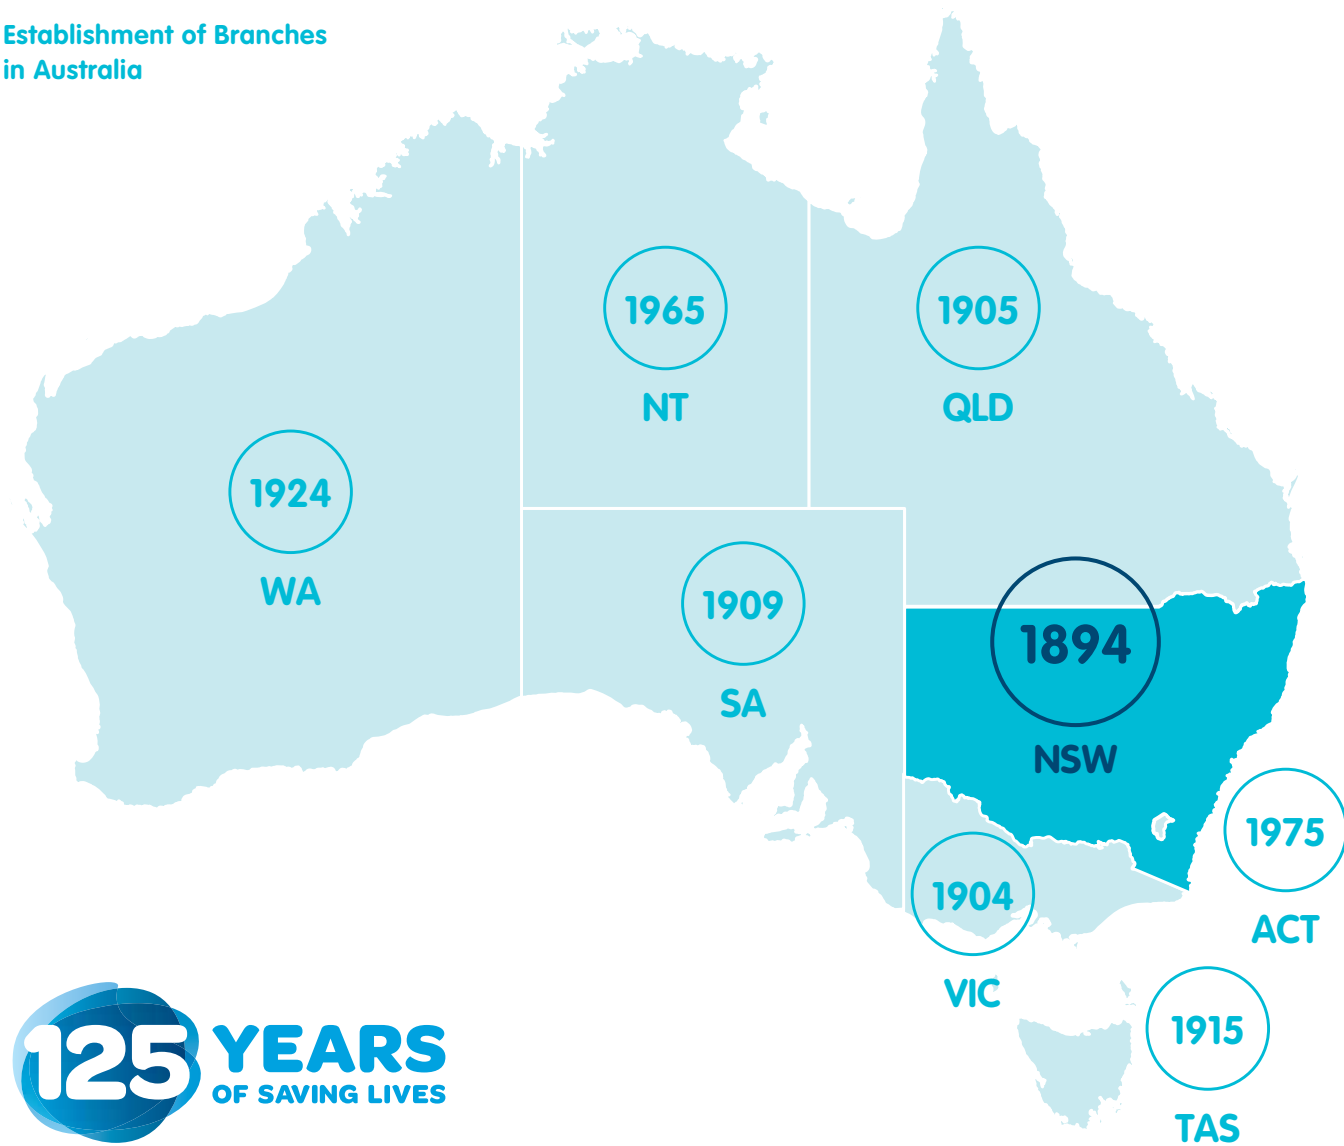 Establishment of Branches
in Australia
1965
NT
1905
QLD
1924
WA
1909
SA
1894
NSW
1975
ACT
1904
VIC
1915
TAS
125 YEARS
OF SAVING LIVES